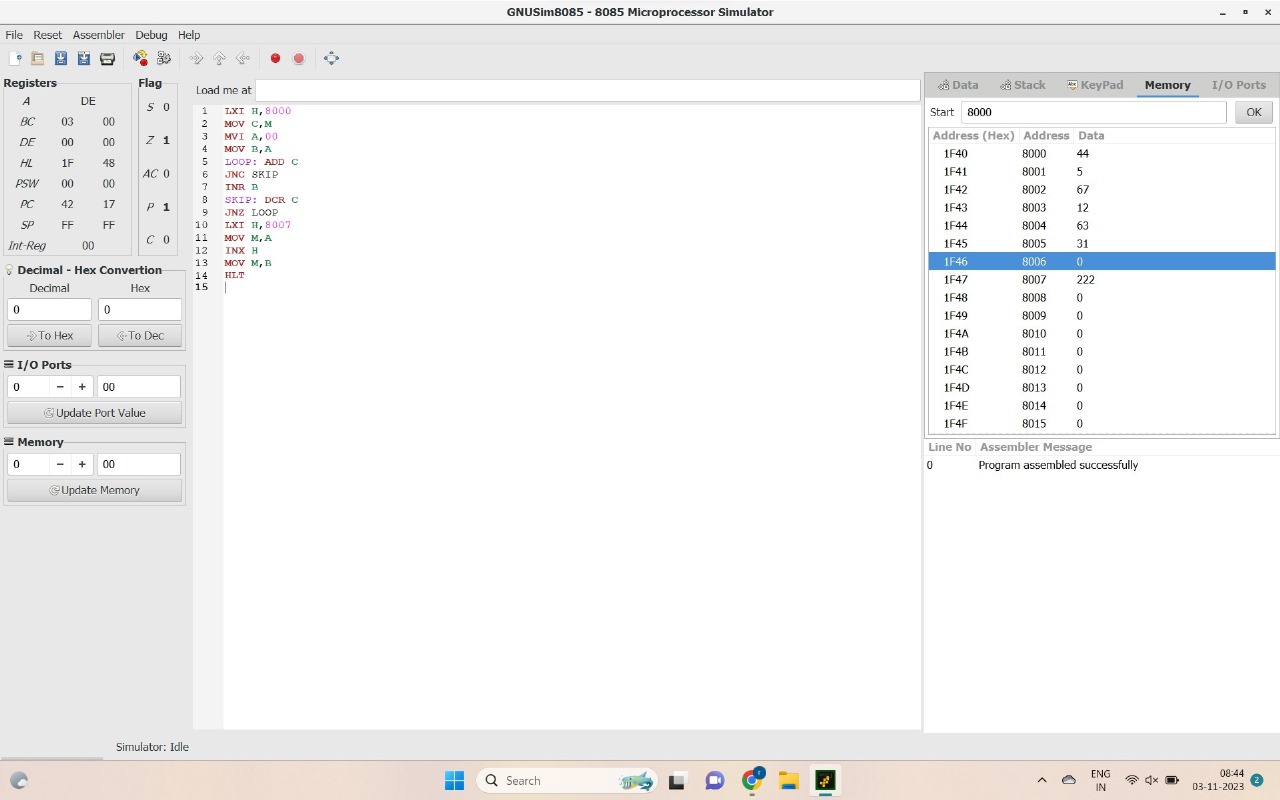 GNUSim8085 - 8085 Microprocessor Simulator
File Reset Assembler Debug Help
Registers
A DE
BC 03 00
DE 00 00
HL 1F 48
PSW 00 00
PC 42 17
SP FF FF
Int-Reg 00
Flag
S 0
Z 1
AC 0
P 1
C 0
Decimal - Hex Convertion
Decimal Hex
0 0
To Hex To Dec
I/O Ports
0 − + 00
Update Port Value
Memory
0 − + 00
Update Memory
Load me at
1 LXI H,8000
2 MOV C,M
3 MVI A,00
4 MOV B,A
5 LOOP: ADD C
6 JNC SKIP
7 INR B
8 SKIP: DCR C
9 JNZ LOOP
10 LXI H,8007
11 MOV M,A
12 INX H
13 MOV M,B
14 HLT
15
Data Stack KeyPad Memory I/O Ports
Start 8000 OK
Address (Hex) Address Data
1F40 8000 44
1F41 8001 5
1F42 8002 67
1F43 8003 12
1F44 8004 63
1F45 8005 31
1F46 8006 0
1F47 8007 222
1F48 8008 0
1F49 8009 0
1F4A 8010 0
1F4B 8011 0
1F4C 8012 0
1F4D 8013 0
1F4E 8014 0
1F4F 8015 0
Line No Assembler Message
0 Program assembled successfully
Simulator: Idle
Search
ENG
IN
08:44
03-11-2023
2